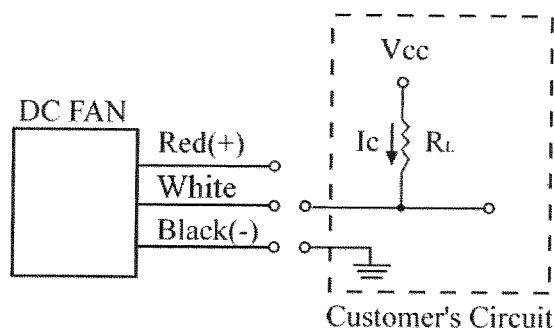 Vcc
DC FAN
Red(+)
Ic
RL
White
Black(-)
Customer's Circuit